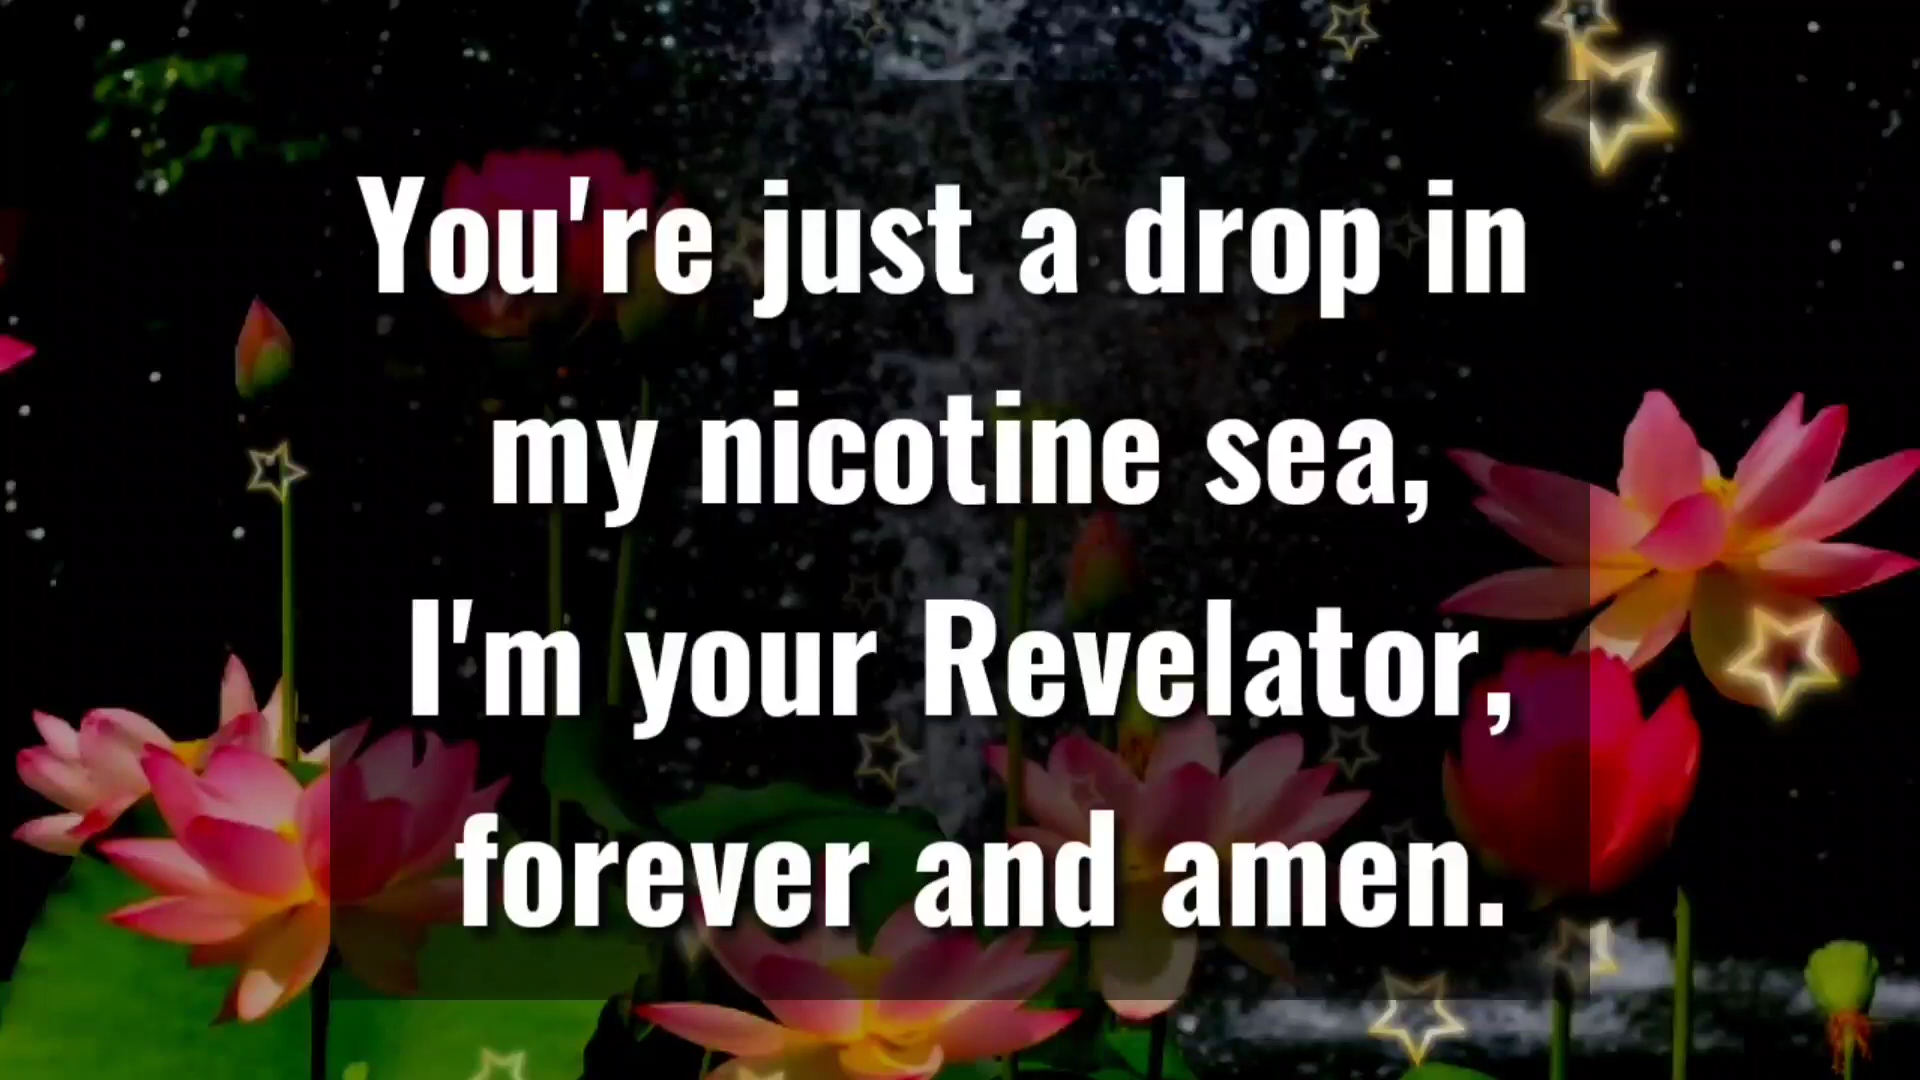 You're just a drop in
my nicotine sea,
I'm your Revelator,
forever and amen.